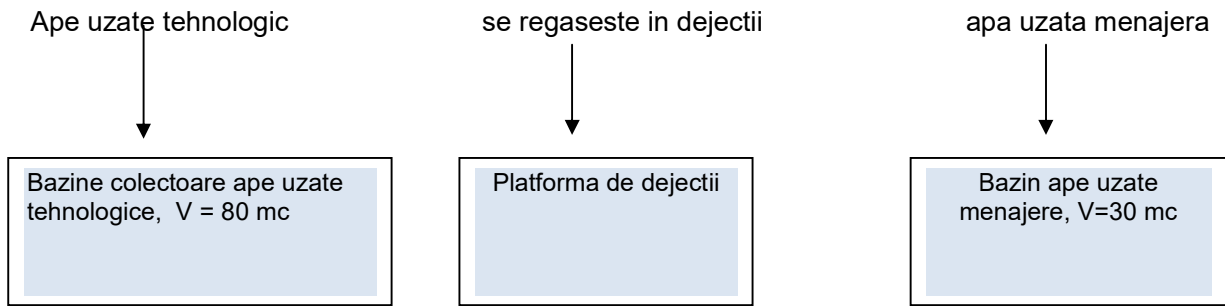 Ape uzate tehnologic
se regaseste in dejectii
apa uzata menajera
Bazine colectoare ape uzate
tehnologice, V = 80 mc
Platforma de dejectii
Bazin ape uzate
menajere, V=30 mc